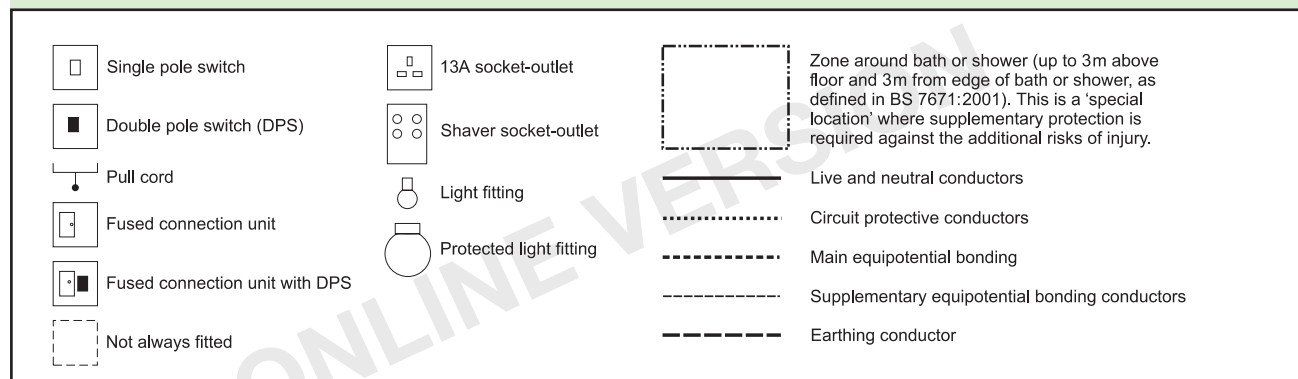 Single pole switch
Double pole switch (DPS)
Pull cord
Fused connection unit
Fused connection unit with DPS
Not always fitted
13A socket-outlet
Shaver socket-outlet
Light fitting
Protected light fitting
Zone around bath or shower (up to 3m above
floor and 3m from edge of bath or shower, as
defined in BS 7671:2001). This is a ‘special
location’ where supplementary protection is
required against the additional risks of injury.
Live and neutral conductors
Circuit protective conductors
Main equipotential bonding
Supplementary equipotential bonding conductors
Earthing conductor
ONLINE VERSION